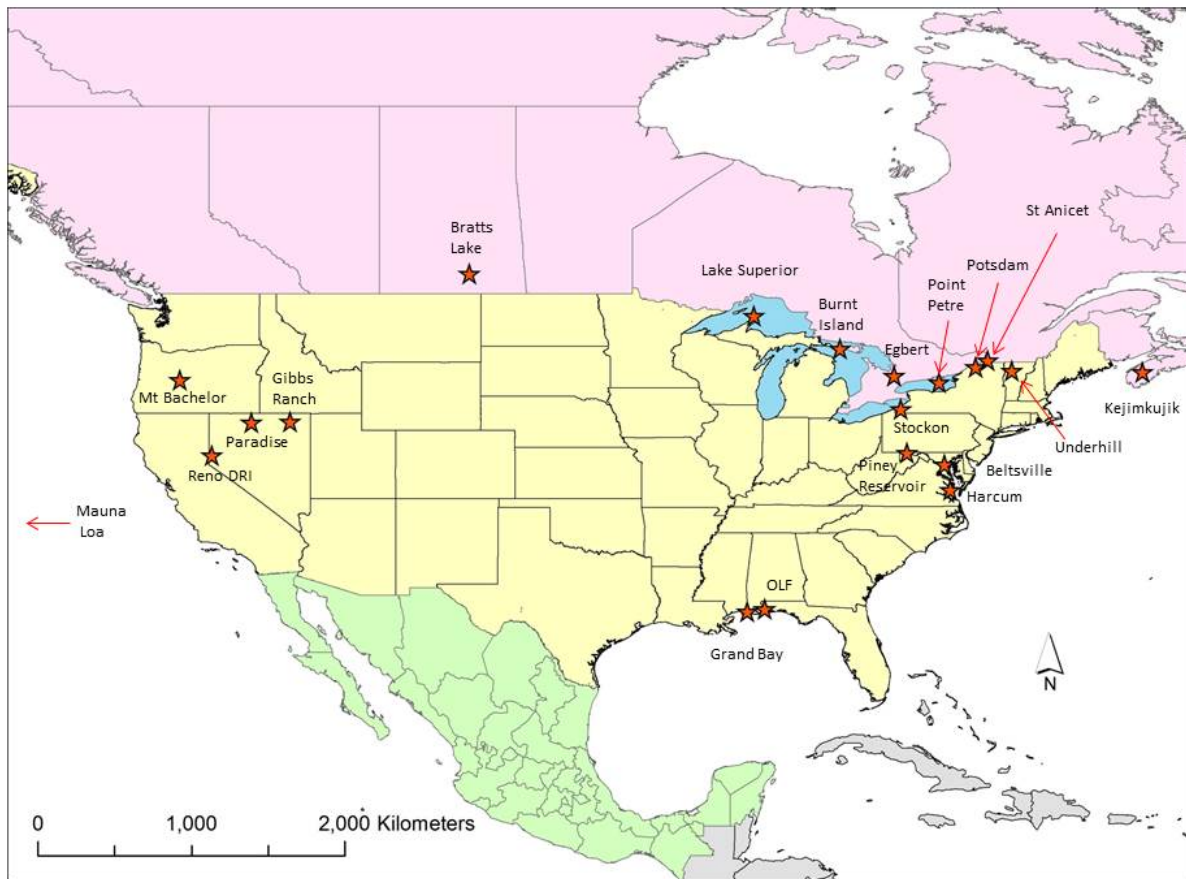 St Anicet
Bratts
Lake
Potsdam
Lake Superior
Point
Petre
Burnt
Island
Egbert
Gibbs
Ranch
Mt Bachelor
Kejimkujik
Stockon
Paradise
Underhill
Piney
Reservoir
Beltsville
Reno DRI
Harcum
Mauna
Loa
OLF
Grand Bay
N
0 1,000 2,000 Kilometers